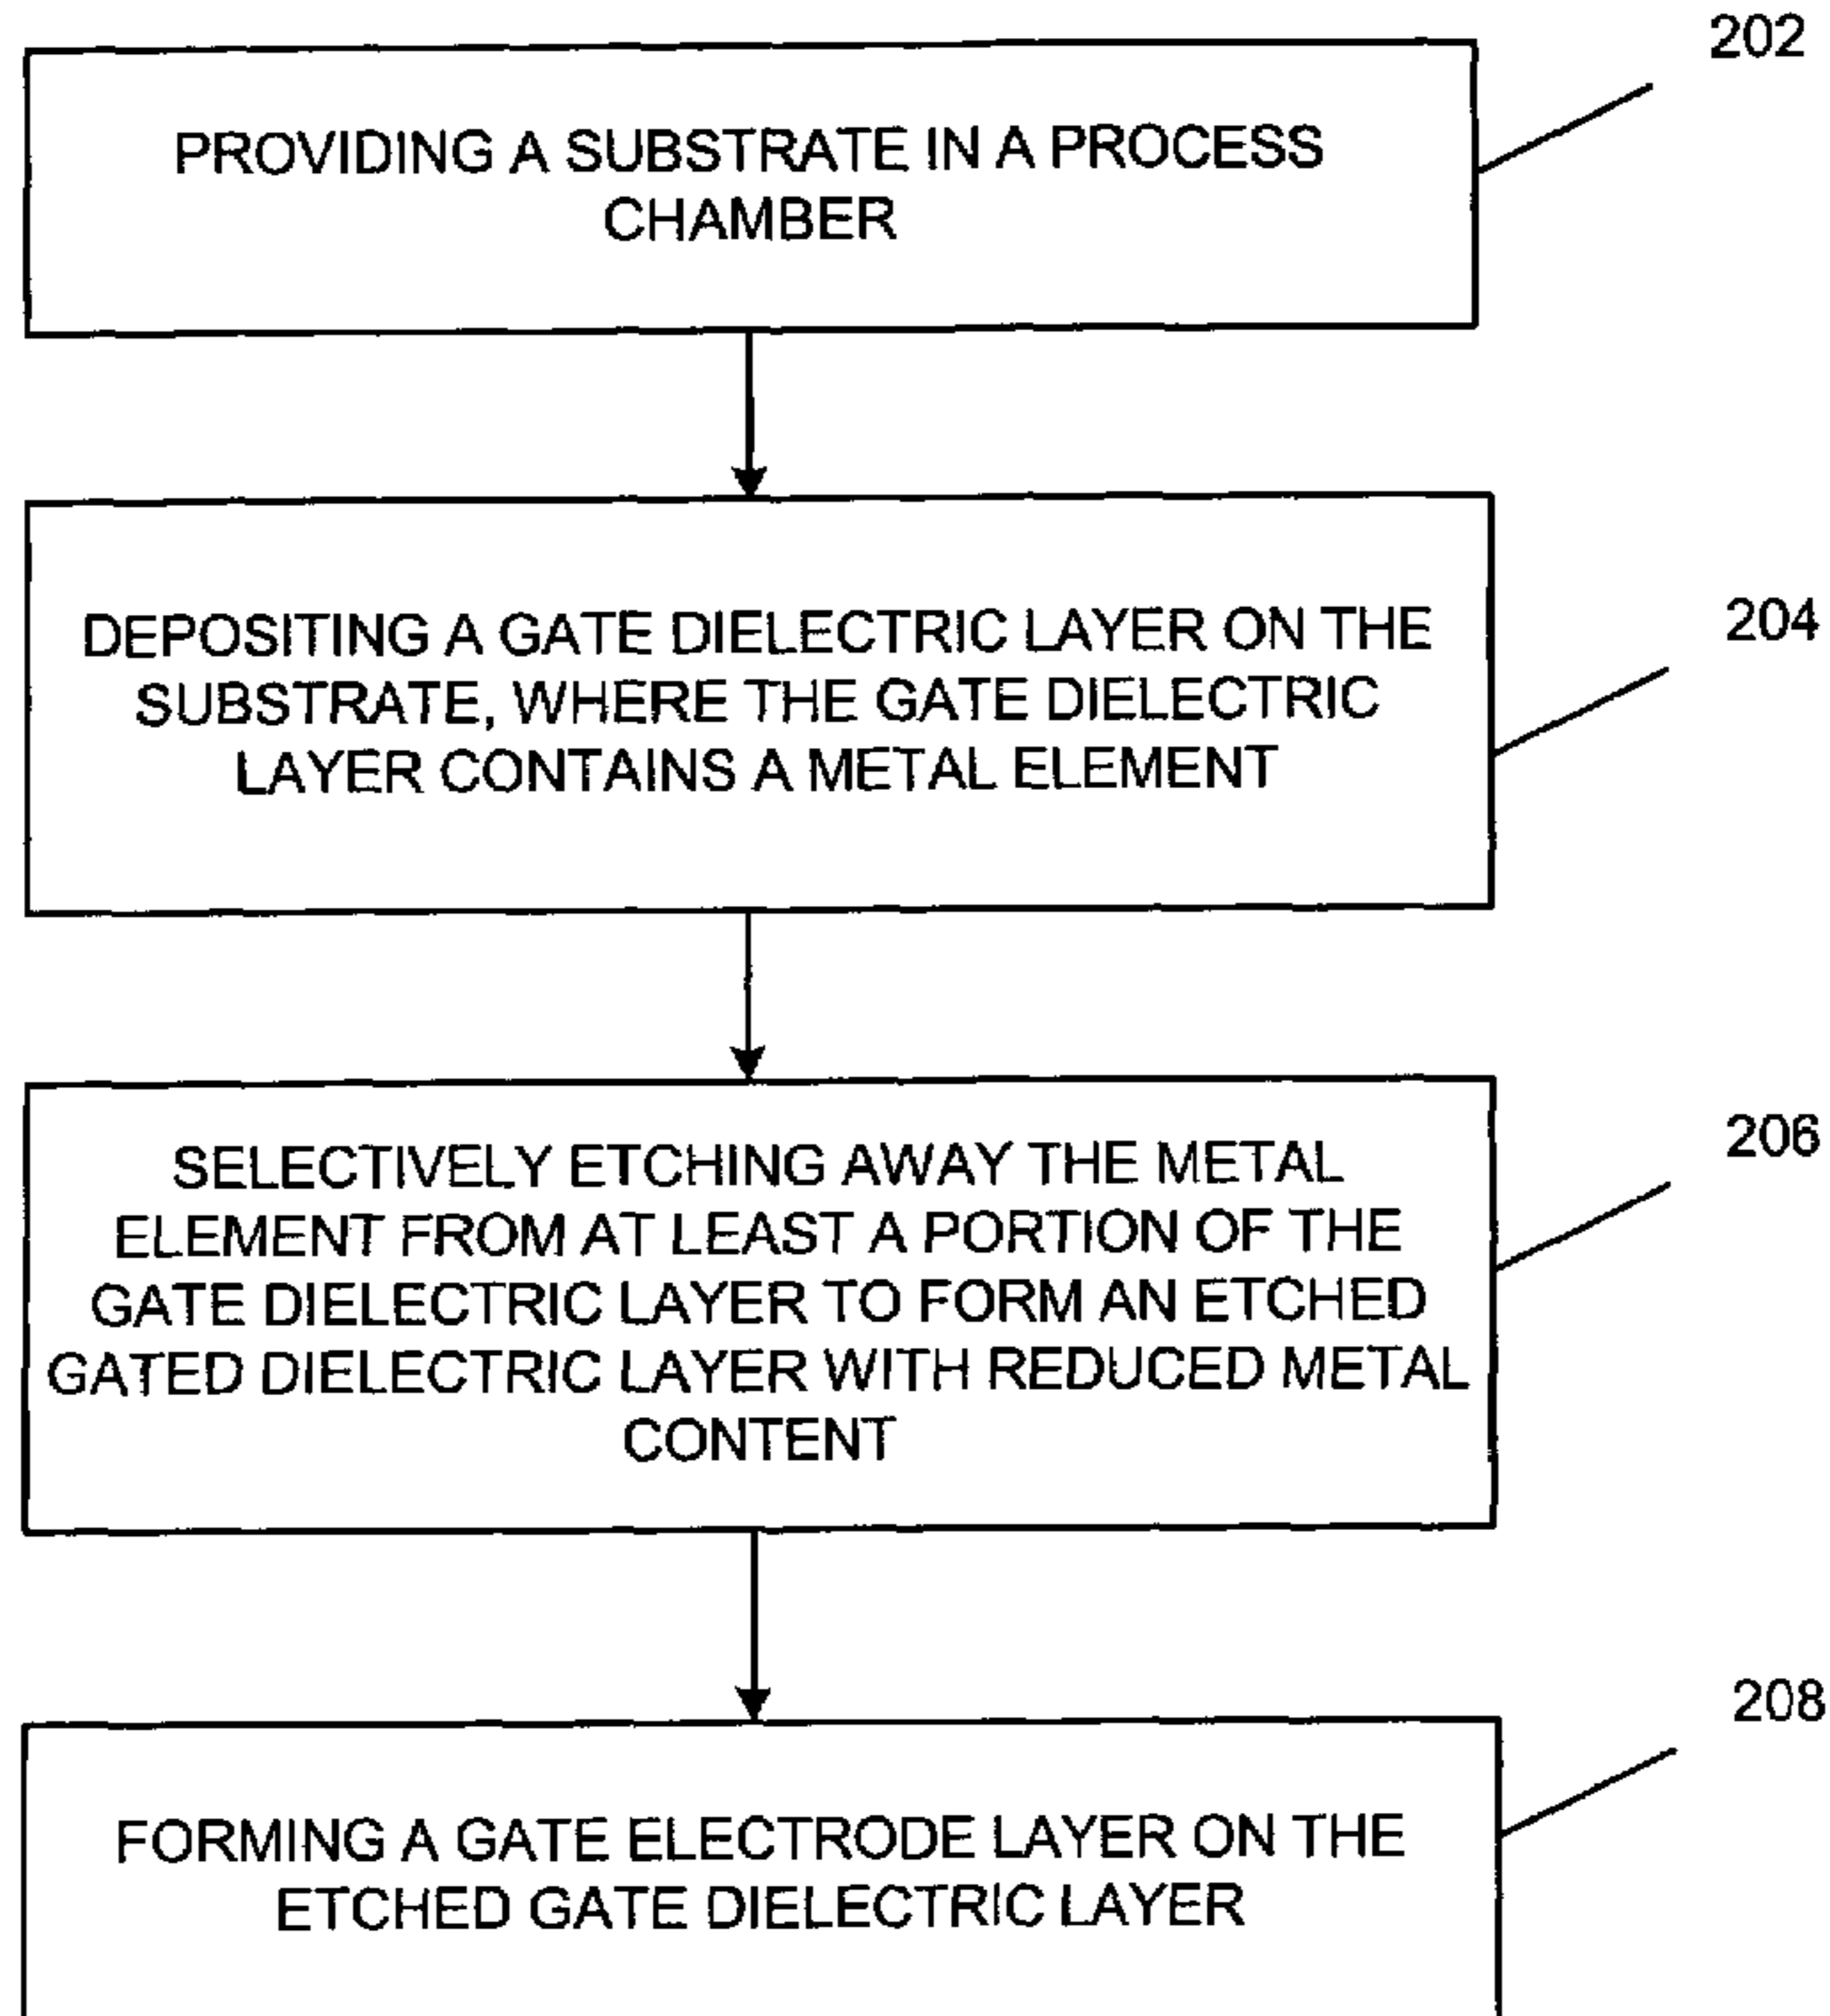 202
PROVIDING A SUBSTRATE IN A PROCESS
CHAMBER
204
DEPOSITING A GATE DIELECTRIC LAYER ON THE
SUBSTRATE, WHERE THE GATE DIELECTRIC
LAYER CONTAINS A METAL ELEMENT
206
SELECTIVELY ETCHING AWAY THE METAL
ELEMENT FROM AT LEAST A PORTION OF THE
GATE DIELECTRIC LAYER TO FORM AN ETCHED
GATED DIELECTRIC LAYER WITH REDUCED METAL
CONTENT
208
FORMING A GATE ELECTRODE LAYER ON THE
ETCHED GATE DIELECTRIC LAYER